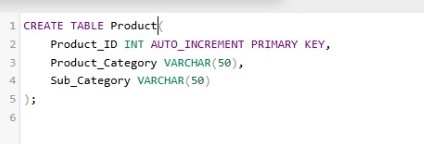 1 CREATE TABLE Product(
2 Product_ID INT AUTO_INCREMENT PRIMARY KEY,
3 Product_Category VARCHAR(50),
4 Sub_Category VARCHAR(50)
5 );
6